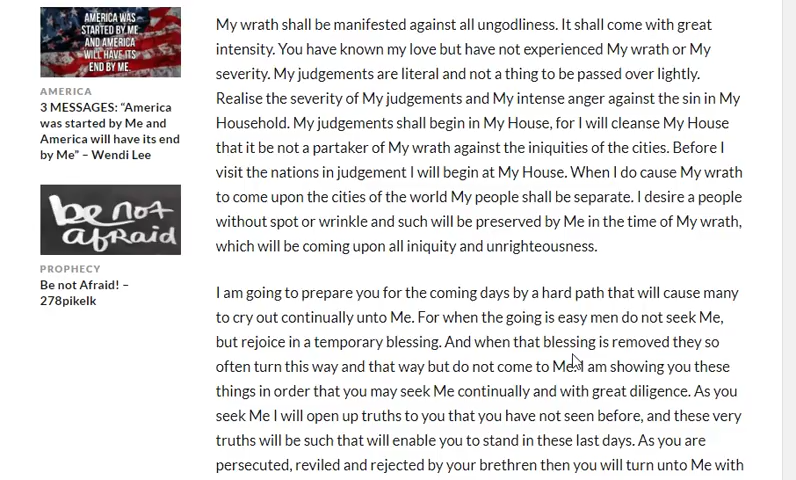 AMERICA WAS
STARTED BY ME
AND AMERICA
WILL HAVE ITS
END BY ME."
AMERICA
3 MESSAGES: “America
was started by Me and
America will have its end
by Me” – Wendi Lee
be not
afraid
PROPHECY
Be not Afraid! –
278pikelk
My wrath shall be manifested against all ungodliness. It shall come with great
intensity. You have known my love but have not experienced My wrath or My
severity. My judgements are literal and not a thing to be passed over lightly.
Realise the severity of My judgements and My intense anger against the sin in My
Household. My judgements shall begin in My House, for I will cleanse My House
that it be not a partaker of My wrath against the iniquities of the cities. Before I
visit the nations in judgement I will begin at My House. When I do cause My wrath
to come upon the cities of the world My people shall be separate. I desire a people
without spot or wrinkle and such will be preserved by Me in the time of My wrath,
which will be coming upon all iniquity and unrighteousness.
I am going to prepare you for the coming days by a hard path that will cause many
to cry out continually unto Me. For when the going is easy men do not seek Me,
but rejoice in a temporary blessing. And when that blessing is removed they so
often turn this way and that way but do not come to Me. I am showing you these
things in order that you may seek Me continually and with great diligence. As you
seek Me I will open up truths to you that you have not seen before, and these very
truths will be such that will enable you to stand in these last days. As you are
persecuted, reviled and rejected by your brethren then you will turn unto Me with